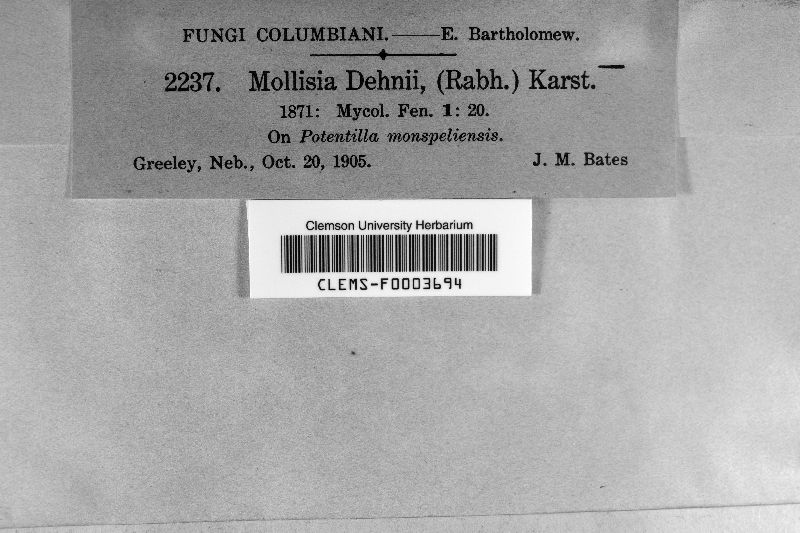 FUNGI COLUMBIANI.——E. Bartholomew.
2237. Mollisia Dehnii, (Rabh.) Karst.
1871: Mycol. Fen. 1: 20.
On Potentilla monspeliensis.
Greeley, Neb., Oct. 20, 1905. J. M. Bates
Clemson University Herbarium
CLEMS-F0003694